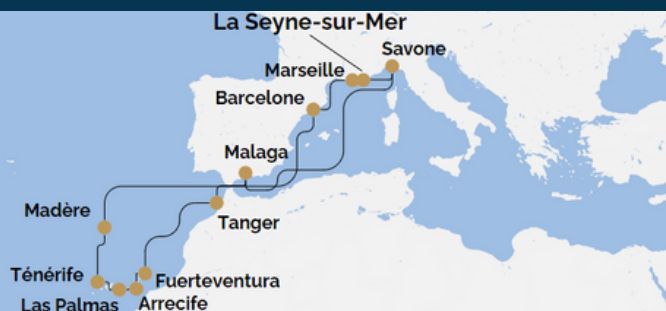 La Seyne-sur-Mer
Savone
Marseille
Barcelone
Malaga
Madère
Tanger
Ténérife
Fuerteventura
Las Palmas
Arrecife